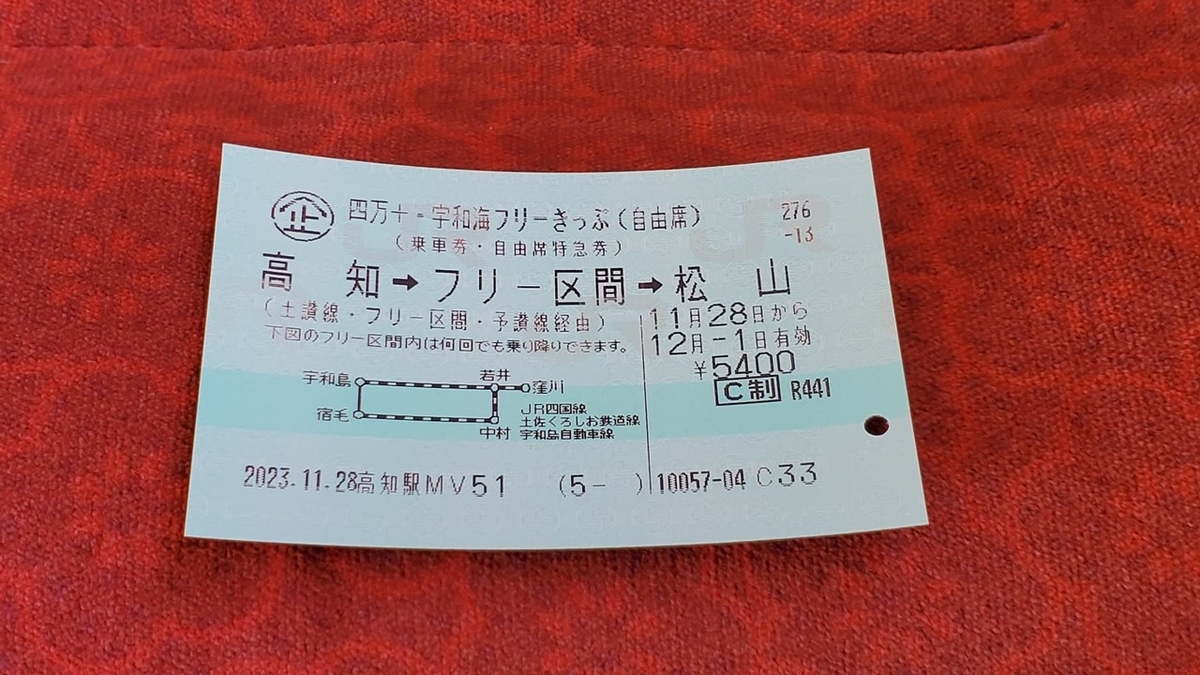 企 四万十・宇和海フリーきっぷ(自由席) 276
(乗車券・自由席特急券) -13
高 知➡フリー区間➡松 山
(土讃線・フリー区間・予讃線経由) 11月28日から
下図のフリー区間内は何回でも乗り降りできます。 12月-1日有効
¥5400
C制 R441
宇和島 若井 窪川
宿毛 中村
JR四国線
土佐くろしお鉄道線
宇和島自動車線
2023.11.28高知駅MV51 (5- ) 10057-04 C33